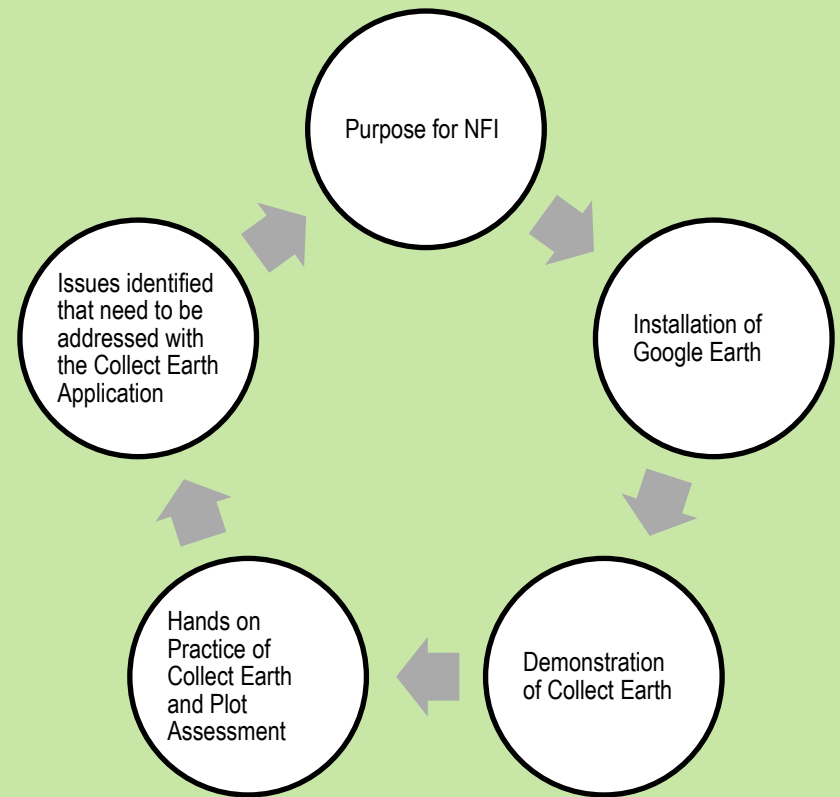 Purpose for NFI
Installation of
Google Earth
Demonstration
of Collect Earth
Hands on
Practice of
Collect Earth
and Plot
Assessment
Issues identified
that need to be
addressed with
the Collect Earth
Application